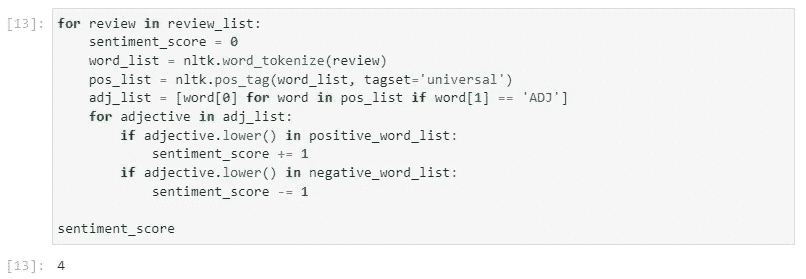 [13]: for review in review_list:
    sentiment_score = 0
    word_list = nltk.word_tokenize(review)
    pos_list = nltk.pos_tag(word_list, tagset='universal')
    adj_list = [word[0] for word in pos_list if word[1] == 'ADJ']
    for adjective in adj_list:
        if adjective.lower() in positive_word_list:
            sentiment_score += 1
        if adjective.lower() in negative_word_list:
            sentiment_score -= 1

sentiment_score
[13]: 4